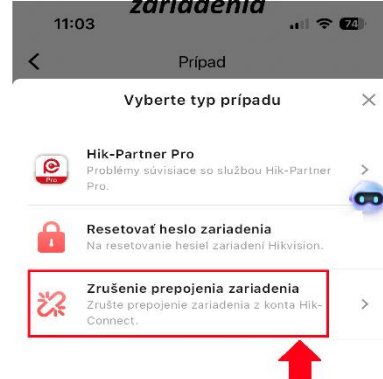 zariadenia
11:03
74
Prípad
Vyberte typ prípadu
Hik-Partner Pro
Problémy súvisiace so službou Hik-Partner
Pro.
Pro
Resetovať heslo zariadenia
Na resetovanie hesiel zariadení Hikvision.
Zrušenie prepojenia zariadenia
Zrušte prepojenie zariadenia z konta Hik-
Connect.